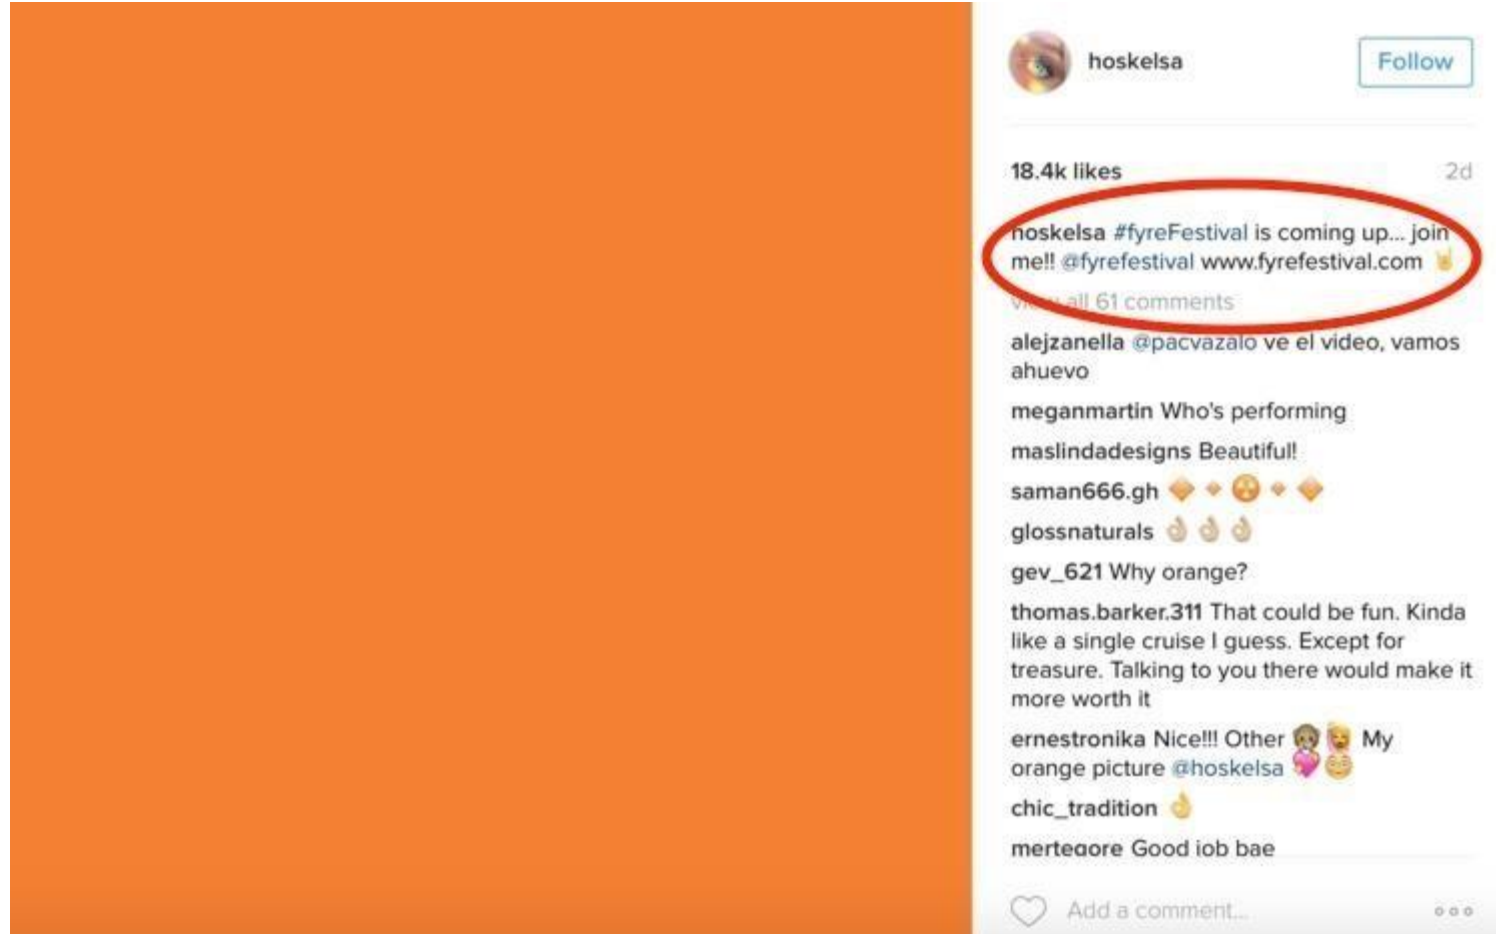 hoskelsa
Follow
18.4k likes
2d
hoskelsa #fyreFestival is coming up... join
me!! @fyrefestival www.fyrefestival.com 🤘
view all 61 comments
alejzanella @pacvazalo ve el video, vamos
ahuevo
meganmartin Who's performing
maslindadesigns Beautiful!
saman666.gh 🔶🔸☢️🔸🔶
glossnaturals 👌🏼👌🏼👌🏼
gev_621 Why orange?
thomas.barker.311 That could be fun. Kinda
like a single cruise I guess. Except for
treasure. Talking to you there would make it
more worth it
ernestronika Nice!!! Other My
orange picture @hoskelsa 💖😁
chic_tradition 👌
mertegore Good job bae
Add a comment...